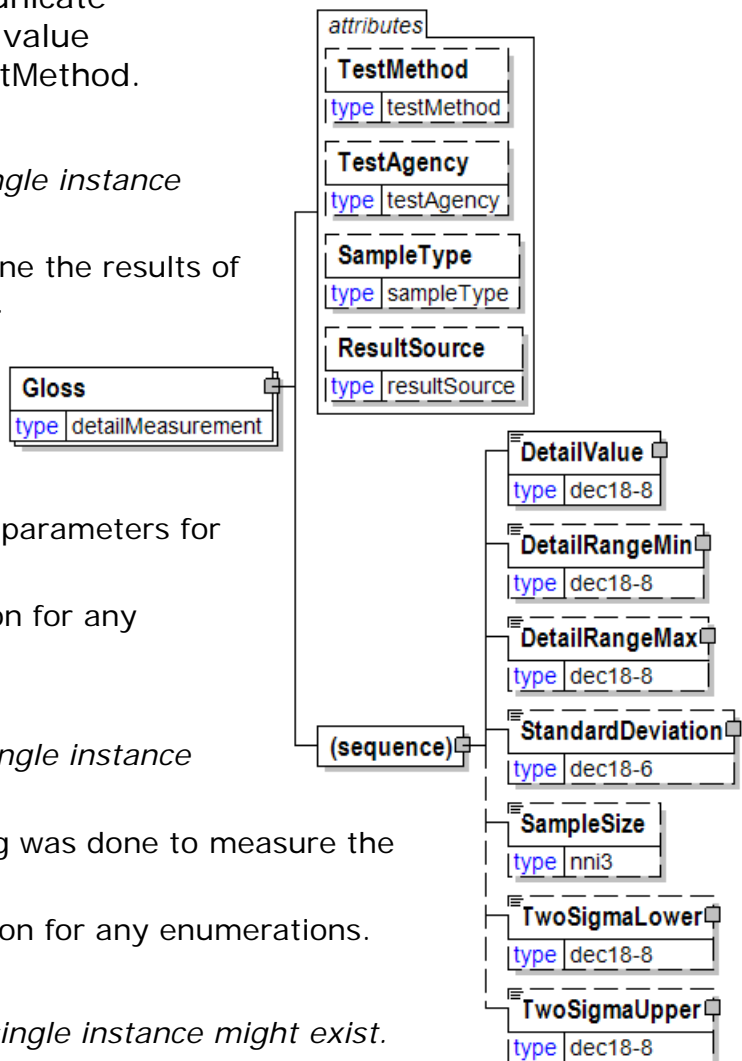 value
tMethod.
ngle instance
ne the results of
parameters for
on for any
ngle instance
g was done to measure the
on for any enumerations.
single instance might exist.
attributes
TestMethod
type testMethod
TestAgency
type testAgency
SampleType
type sampleType
ResultSource
type resultSource
Gloss
type detailMeasurement
(sequence)
DetailValue
type dec18-8
DetailRangeMin
type dec18-8
DetailRangeMax
type dec18-8
StandardDeviation
type dec18-6
SampleSize
type nni3
TwoSigmaLower
type dec18-8
TwoSigmaUpper
type dec18-8